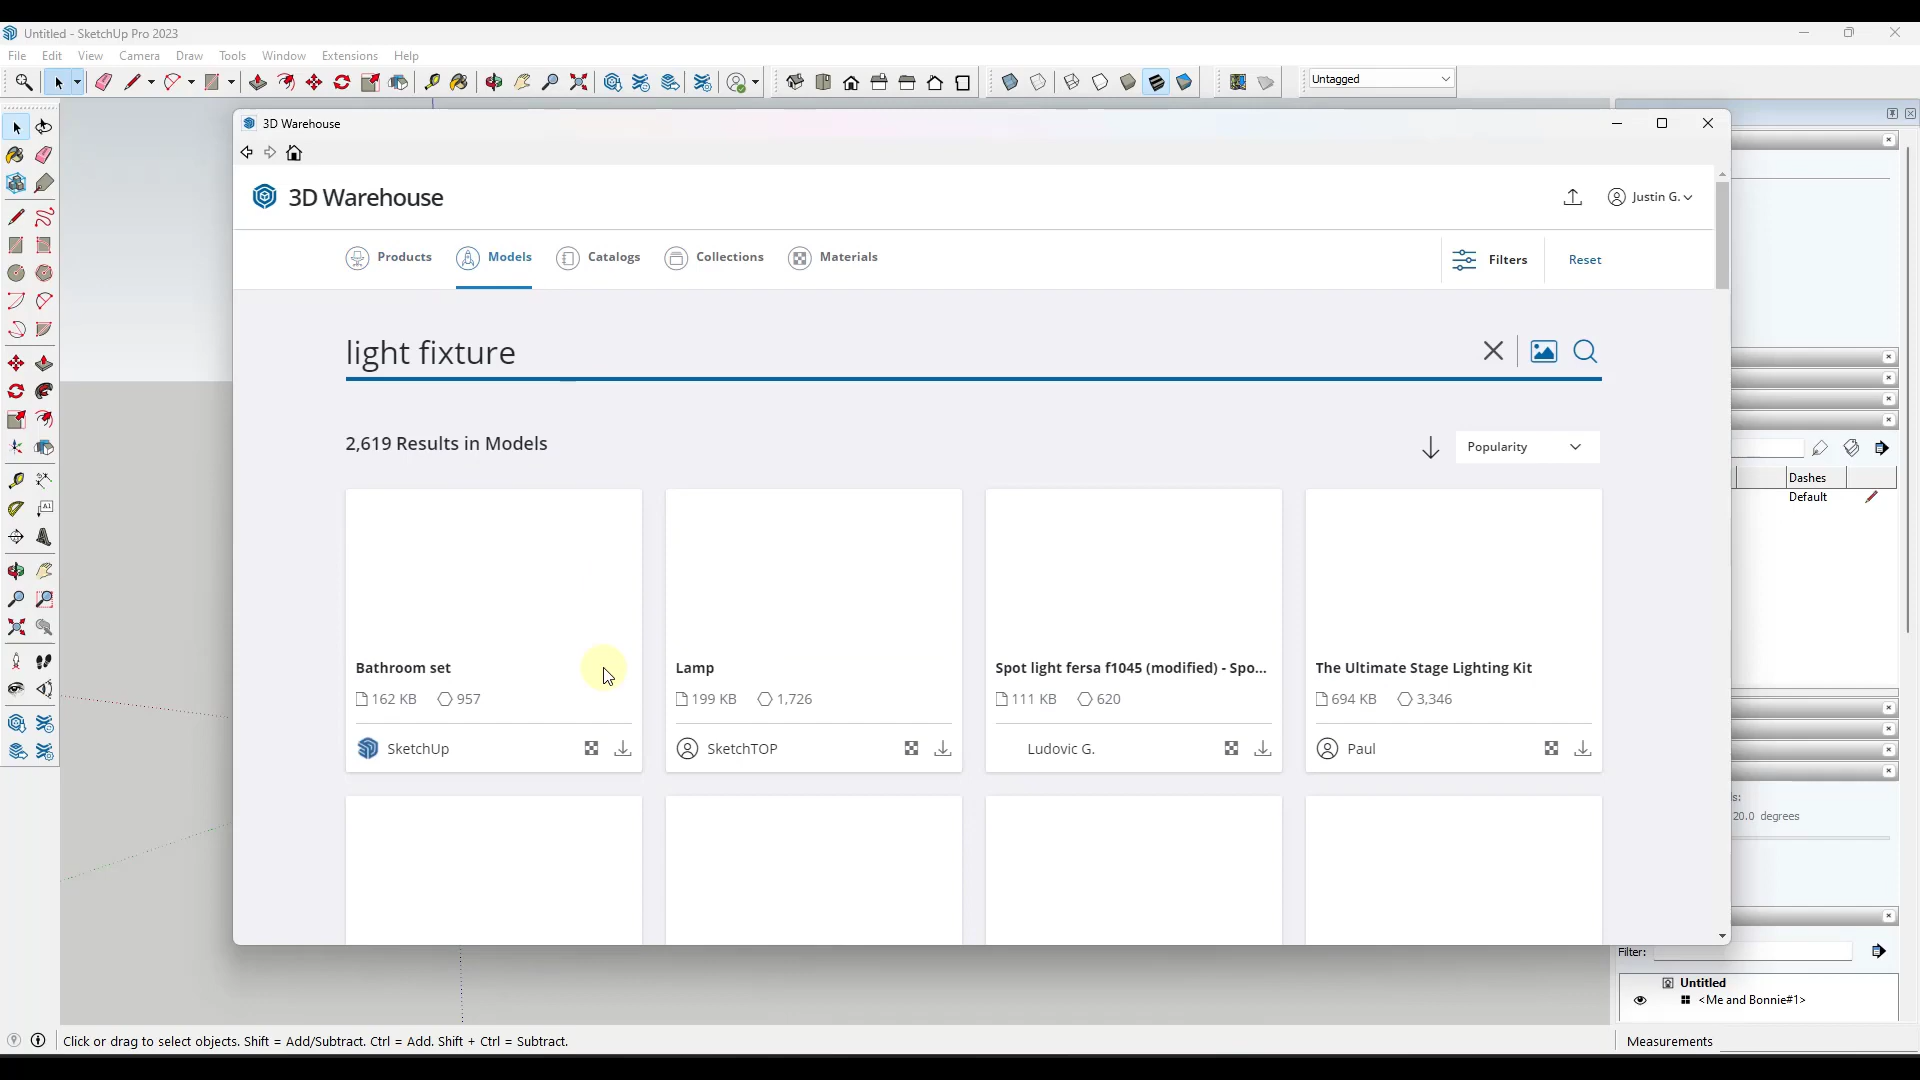 Untitled - SketchUp Pro 2023
File Edit View Camera Draw Tools Window Extensions Help
Untagged
3D Warehouse
3D Warehouse
Justin G.
Products Models Catalogs Collections Materials Filters Reset
light fixture
2,619 Results in Models
Popularity
Dashes
Default
Bathroom set
162 KB 957
SketchUp
Lamp
199 KB 1,726
SketchTOP
Spot light fersa f1045 (modified) - Spo...
111 KB 620
Ludovic G.
The Ultimate Stage Lighting Kit
694 KB 3,346
Paul
20.0 degrees
Filter:
Untitled
<Me and Bonnie#1>
Click or drag to select objects. Shift = Add/Subtract. Ctrl = Add. Shift + Ctrl = Subtract.
Measurements